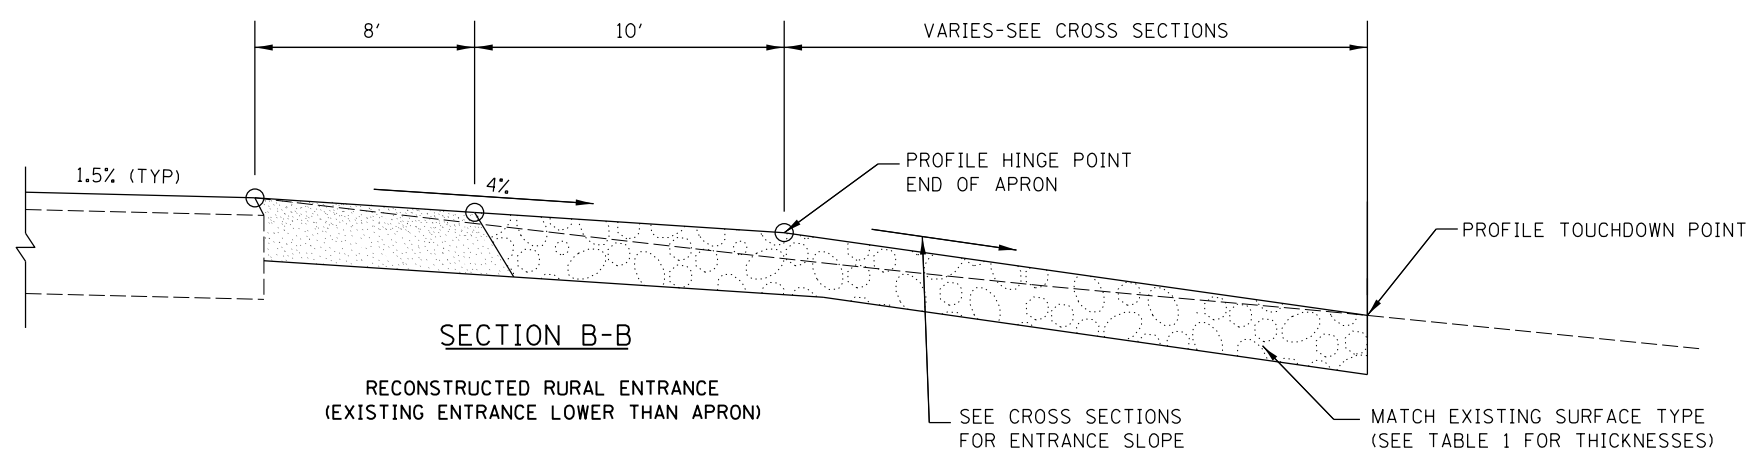 8'
10'
VARIES-SEE CROSS SECTIONS
1.5% (TYP)
4%
PROFILE HINGE POINT
END OF APRON
PROFILE TOUCHDOWN POINT
SECTION B-B
RECONSTRUCTED RURAL ENTRANCE
(EXISTING ENTRANCE LOWER THAN APRON)
SEE CROSS SECTIONS
FOR ENTRANCE SLOPE
MATCH EXISTING SURFACE TYPE
(SEE TABLE 1 FOR THICKNESSES)